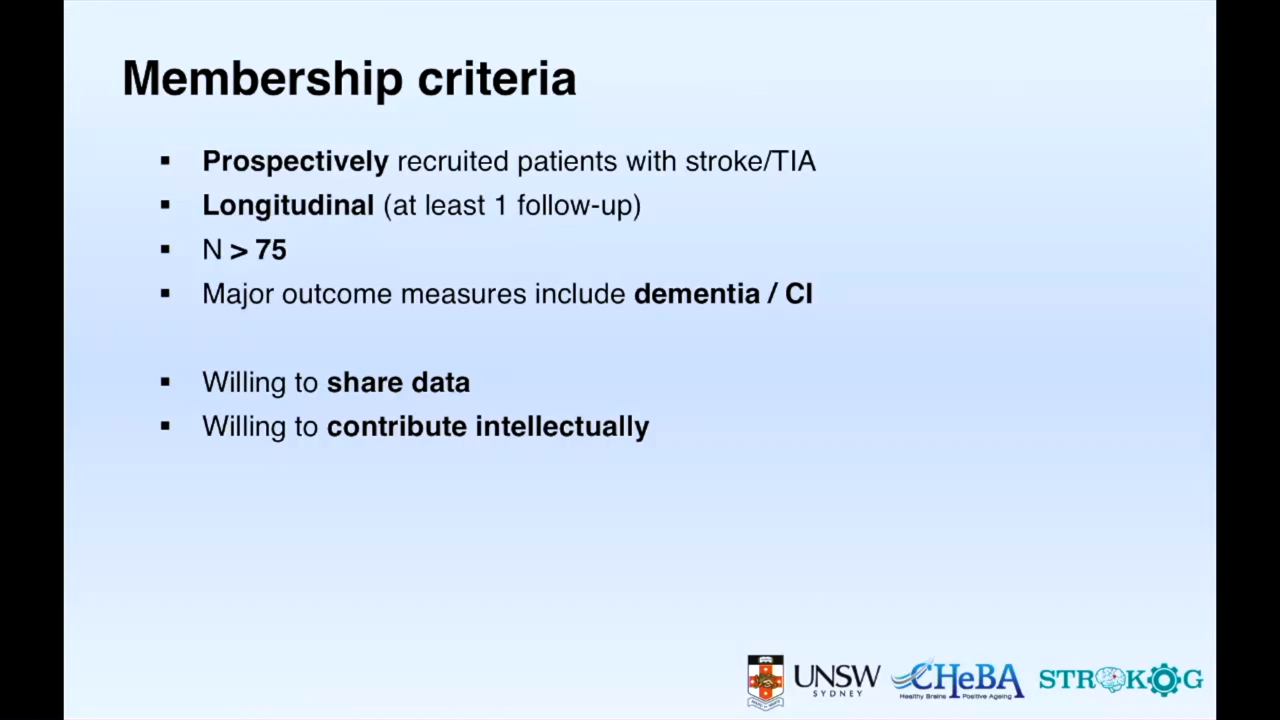 Membership criteria
▪ Prospectively recruited patients with stroke/TIA
▪ Longitudinal (at least 1 follow-up)
▪ N > 75
▪ Major outcome measures include dementia / CI
▪ Willing to share data
▪ Willing to contribute intellectually
UNSW
SYDNEY
CHeBA
Healthy Brains Positive Ageing
STROKOG